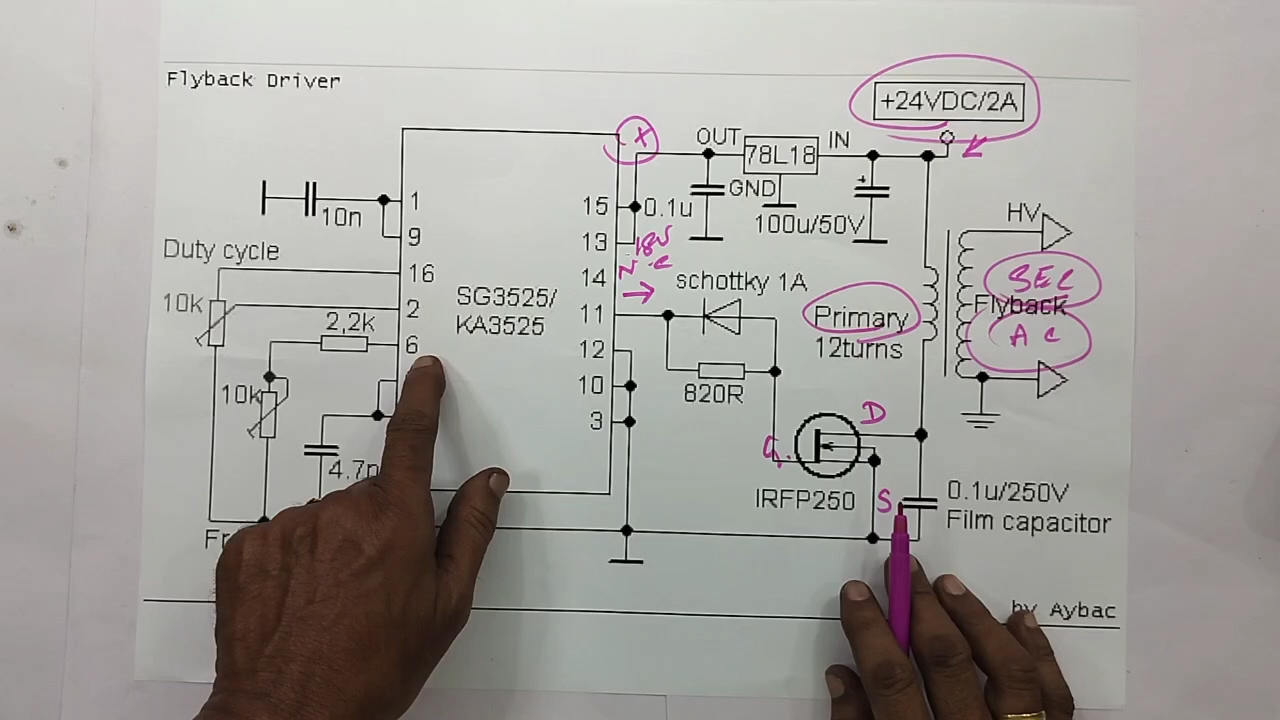 Flyback Driver
+24VDC/2A
X
OUT
78L18
IN
GND
0.1u
100u/50V
10n
1
9
16
2
6
15
13
14
11
12
10
3
SG3525/
KA3525
Duty cycle
10k
2,2k
10k
4.7n
18V
N.C
schottky 1A
820R
Primary
12turns
HV
SEC
Flyback
AC
D
G.
S
IRFP250
0.1u/250V
Film capacitor
by Aybac